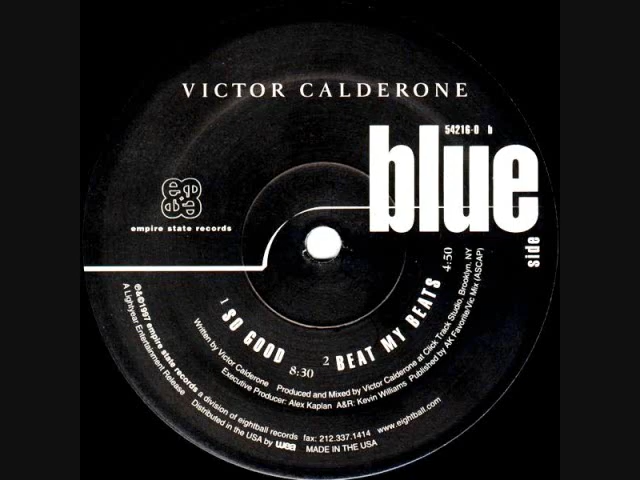 VICTOR CALDERONE
54216-0 b
blue
side
empire state records
1 SO GOOD 8:30
2 BEAT MY BEATS 4:50
Written by Victor Calderone Produced and Mixed by Victor Calderone at Click Track Studio, Brooklyn, NY
Executive Producer: Alex Kaplan A&R: Kevin Williams Published by AK Favorite/Vic Mix (ASCAP)
℗&©1997 empire state records a division of eightball records fax: 212.337.1414 www.eightball.com
A Lightyear Entertainment Release Distributed in the USA by wea MADE IN THE USA